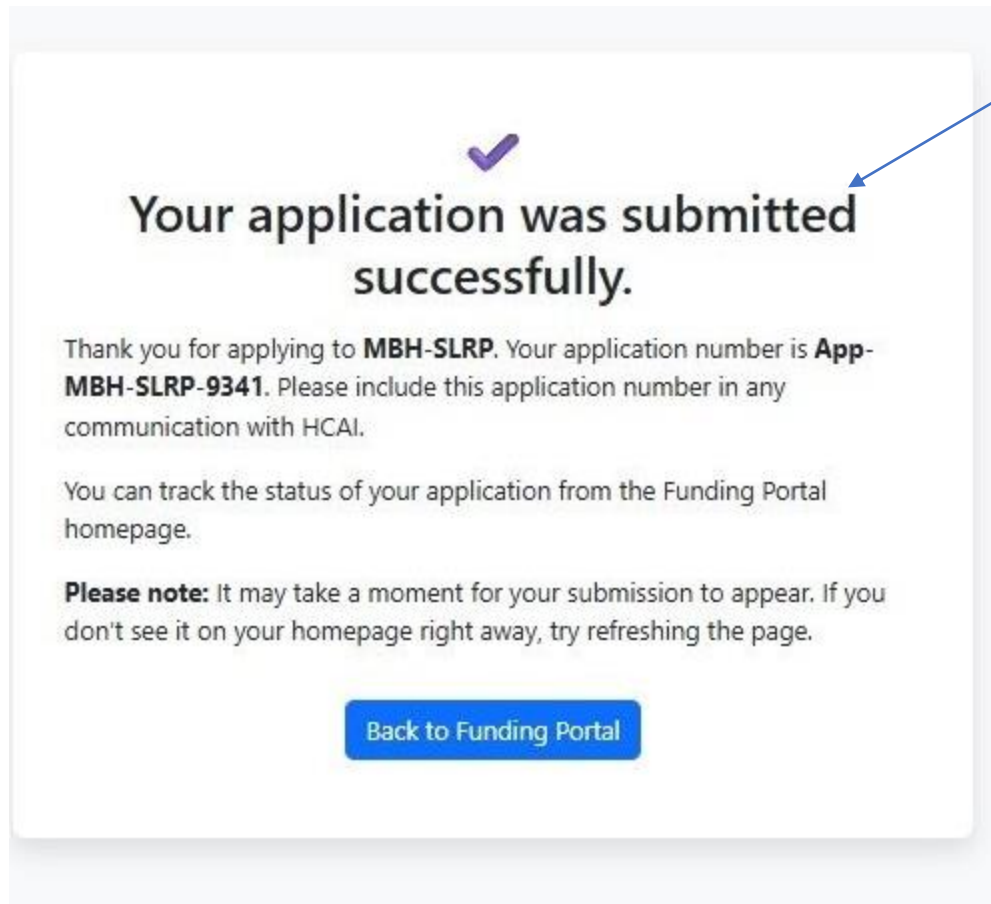 Your application was submitted
successfully.
Thank you for applying to MBH-SLRP. Your application number is App-
MBH-SLRP-9341. Please include this application number in any
communication with HCAI.
You can track the status of your application from the Funding Portal
homepage.
Please note: It may take a moment for your submission to appear. If you
don't see it on your homepage right away, try refreshing the page.
Back to Funding Portal